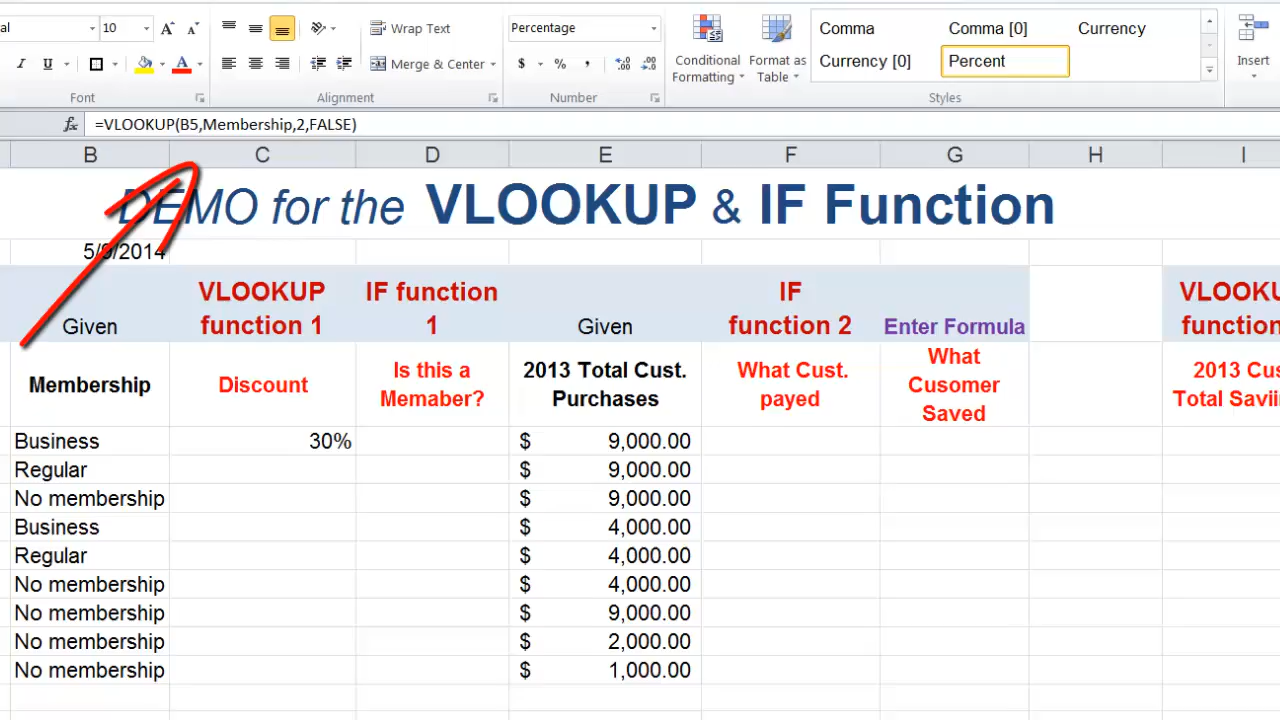 al 10 A A Wrap Text Percentage Comma Comma [0] Currency
I U A Merge & Center $ % , Conditional Formatting Format as Table Currency [0] Percent Insert
Font Alignment Number Styles
fx =VLOOKUP(B5,Membership,2,FALSE)
B C D E F G H I
DEMO for the VLOOKUP & IF Function
5/9/2014
Given VLOOKUP function 1 IF function 1 Given IF function 2 Enter Formula VLOOKU function
Membership Discount Is this a Memaber? 2013 Total Cust. Purchases What Cust. payed What Cusomer Saved 2013 Cus Total Savii
Business 30% $ 9,000.00
Regular $ 9,000.00
No membership $ 9,000.00
Business $ 4,000.00
Regular $ 4,000.00
No membership $ 4,000.00
No membership $ 9,000.00
No membership $ 2,000.00
No membership $ 1,000.00